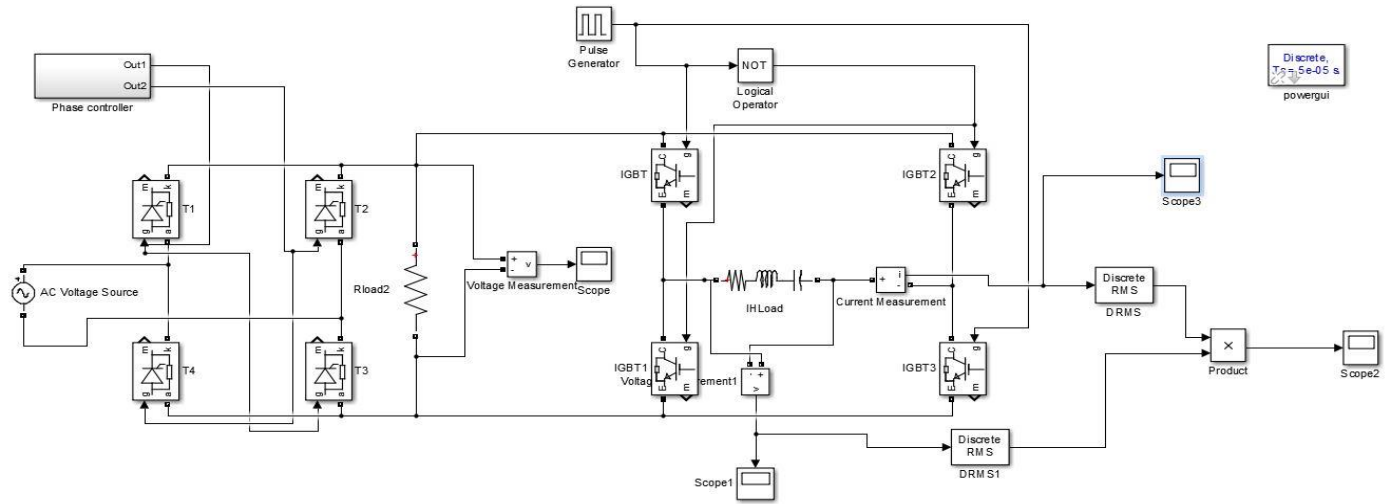 Pulse
Generator
NOT
Logical
Operator
Discrete,
powergui
Out1
Out2
Phase controller
m
k
g
a
T1
m
k
g
a
T2
C
g
E
m
IGBT
C
g
E
m
IGBT2
Scope3
AC Voltage Source
+
Rload2
+
-
v
Voltage Measurement
Scope
IH Load
+
i
-
Current Measurement
Discrete
RMS
DRMS
×
Product
Scope2
m
k
g
a
T4
m
k
g
a
T3
C
g
E
m
IGBT1
-
+
v
C
g
E
m
IGBT3
Discrete
RMS
DRMS1
Scope1